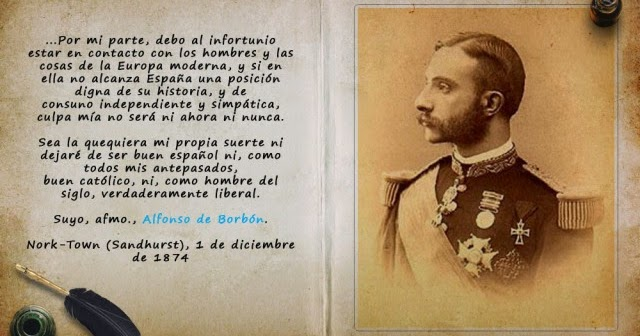 ...Por mi parte, debo al infortunio
estar en contacto con los hombres y las
cosas de la Europa moderna, y si en
ella no alcanza España una posición
digna de su historia, y de
consuno independiente y simpática,
culpa mía no será ni ahora ni nunca.
Sea la quequiera mi propia suerte ni
dejaré de ser buen español ni, como
todos mis antepasados,
buen católico, ni, como hombre del
siglo, verdaderamente liberal.
Suyo, afmo., Alfonso de Borbón.
Nork-Town (Sandhurst), 1 de diciembre
de 1874